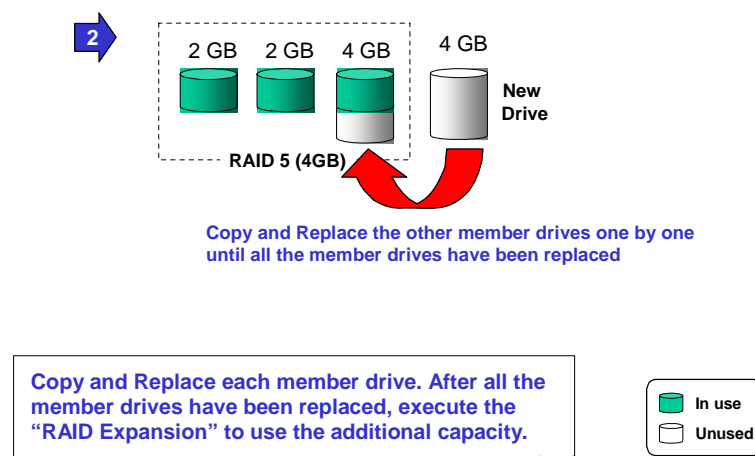 2
2 GB 2 GB 4 GB 4 GB
New
Drive
RAID 5 (4GB)
Copy and Replace the other member drives one by one
until all the member drives have been replaced
Copy and Replace each member drive. After all the
member drives have been replaced, execute the
“RAID Expansion” to use the additional capacity.
In use
Unused